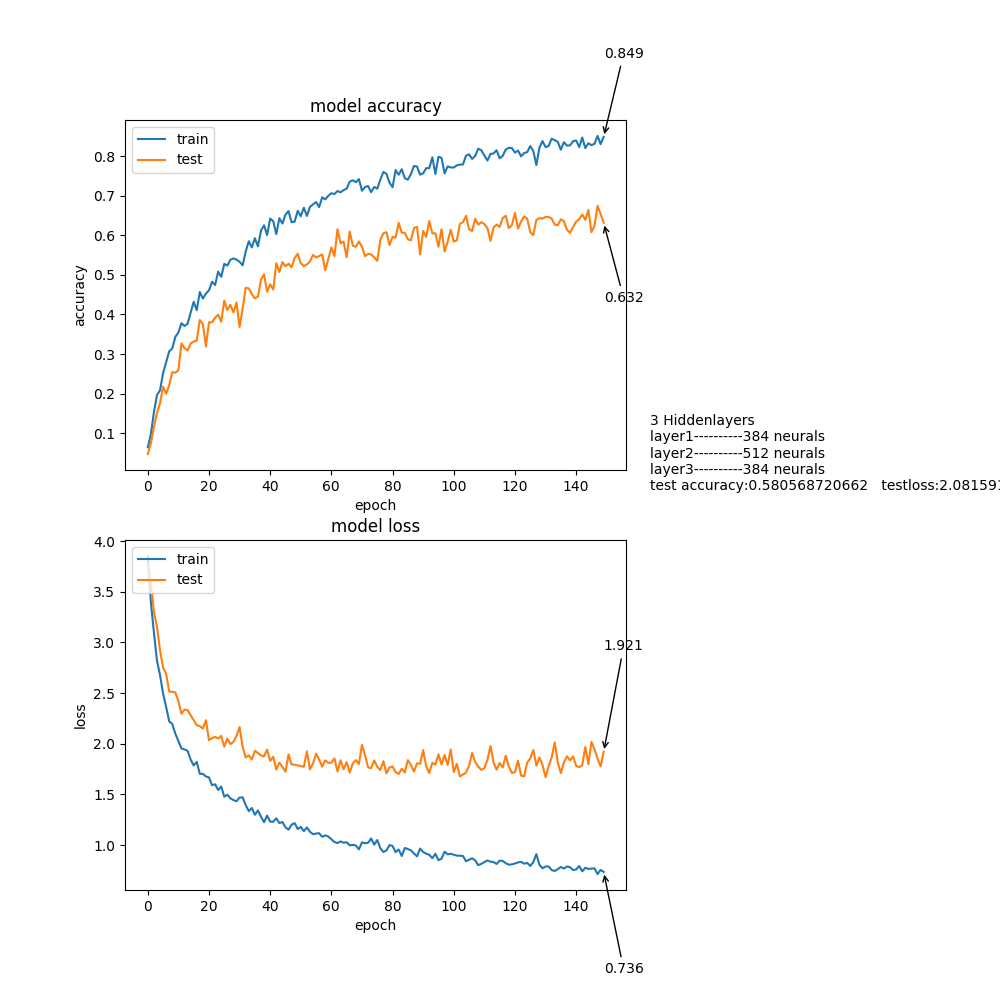 0.849
model accuracy
train
test
0.8
0.7
0.6
0.5
0.4
0.3
0.2
0.1
accuracy
0.632
0
20
40
60
80
100
120
140
epoch
3 Hiddenlayers
layer1----------384 neurals
layer2----------512 neurals
layer3----------384 neurals
test accuracy:0.580568720662 testloss:2.081591
model loss
train
test
4.0
3.5
3.0
2.5
2.0
1.5
1.0
loss
1.921
0
20
40
60
80
100
120
140
epoch
0.736